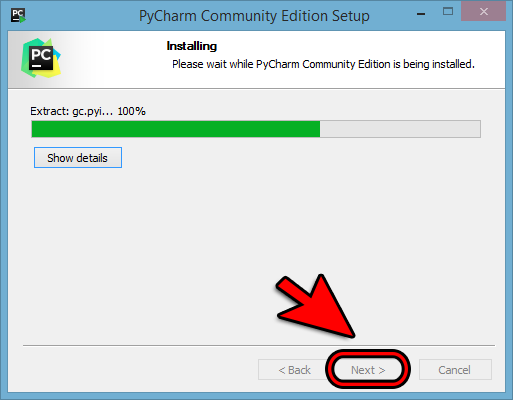 PC
PyCharm Community Edition Setup
PC
Installing
Please wait while PyCharm Community Edition is being installed.
Extract: gc.pyi... 100%
Show details
< Back
Next >
Cancel